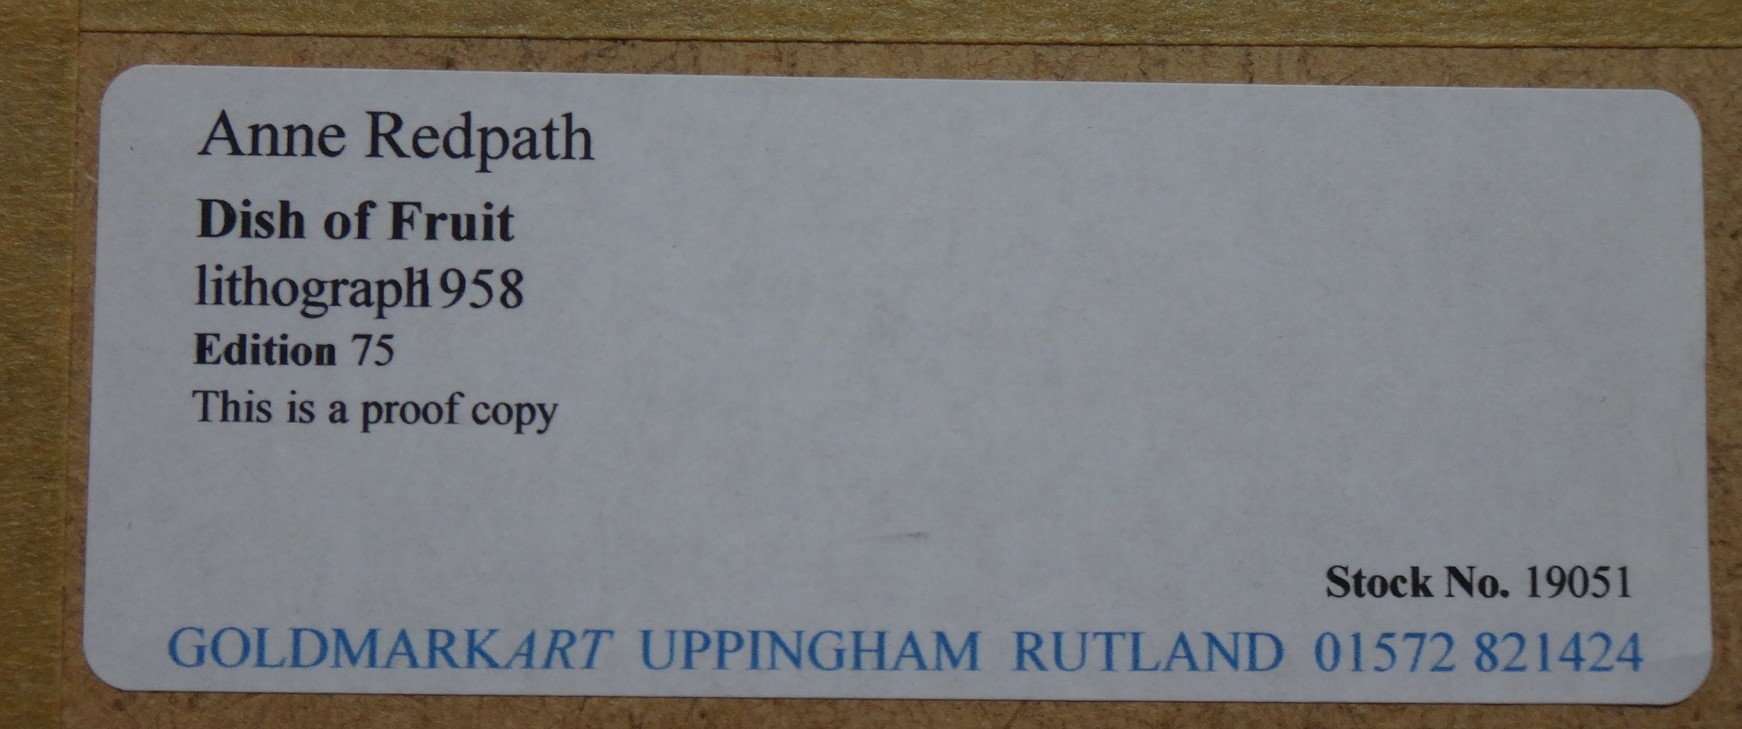 Anne Redpath
Dish of Fruit
lithograph1958
Edition 75
This is a proof copy
Stock No. 19051
GOLDMARKART UPPINGHAM RUTLAND 01572 821424